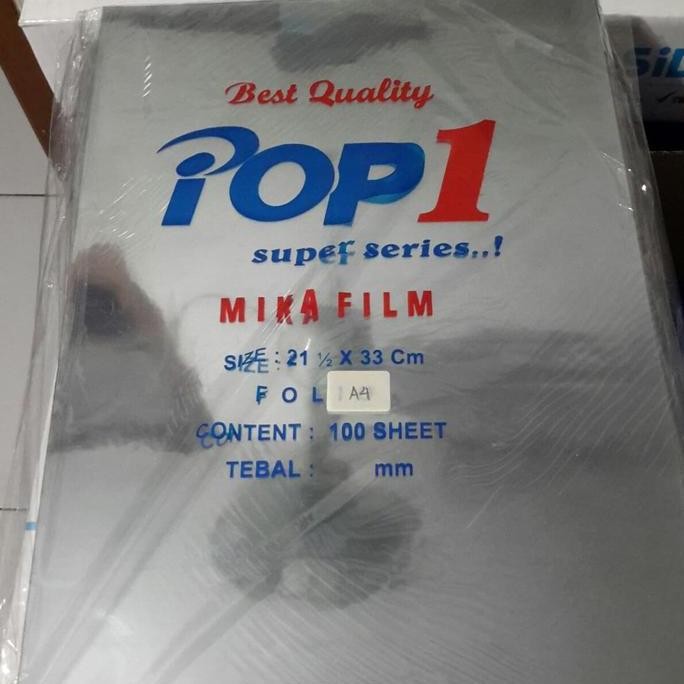 Best Quality
POP1
super series..!
MIKA FILM
SIZE : 21 ½ X 33 Cm
FOL A4
CONTENT : 100 SHEET
TEBAL : mm